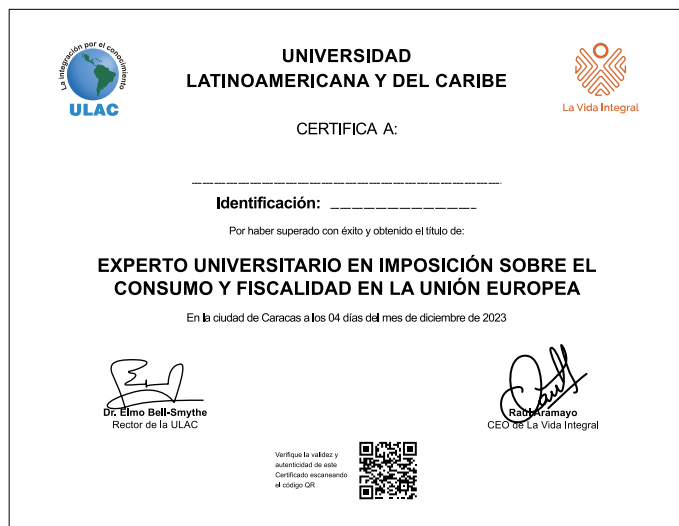 La integración por el conocimiento
ULAC
UNIVERSIDAD
LATINOAMERICANA Y DEL CARIBE
La Vida Integral
CERTIFICA A:
Identificación:
Por haber superado con éxito y obtenido el título de:
EXPERTO UNIVERSITARIO EN IMPOSICIÓN SOBRE EL
CONSUMO Y FISCALIDAD EN LA UNIÓN EUROPEA
En la ciudad de Caracas a los 04 días del mes de diciembre de 2023
Dr. Elmo Bell-Smythe
Rector de la ULAC
Raúl Aramayo
CEO de La Vida Integral
Verifique la validez y
autenticidad de este
Certificado escaneando
el código QR